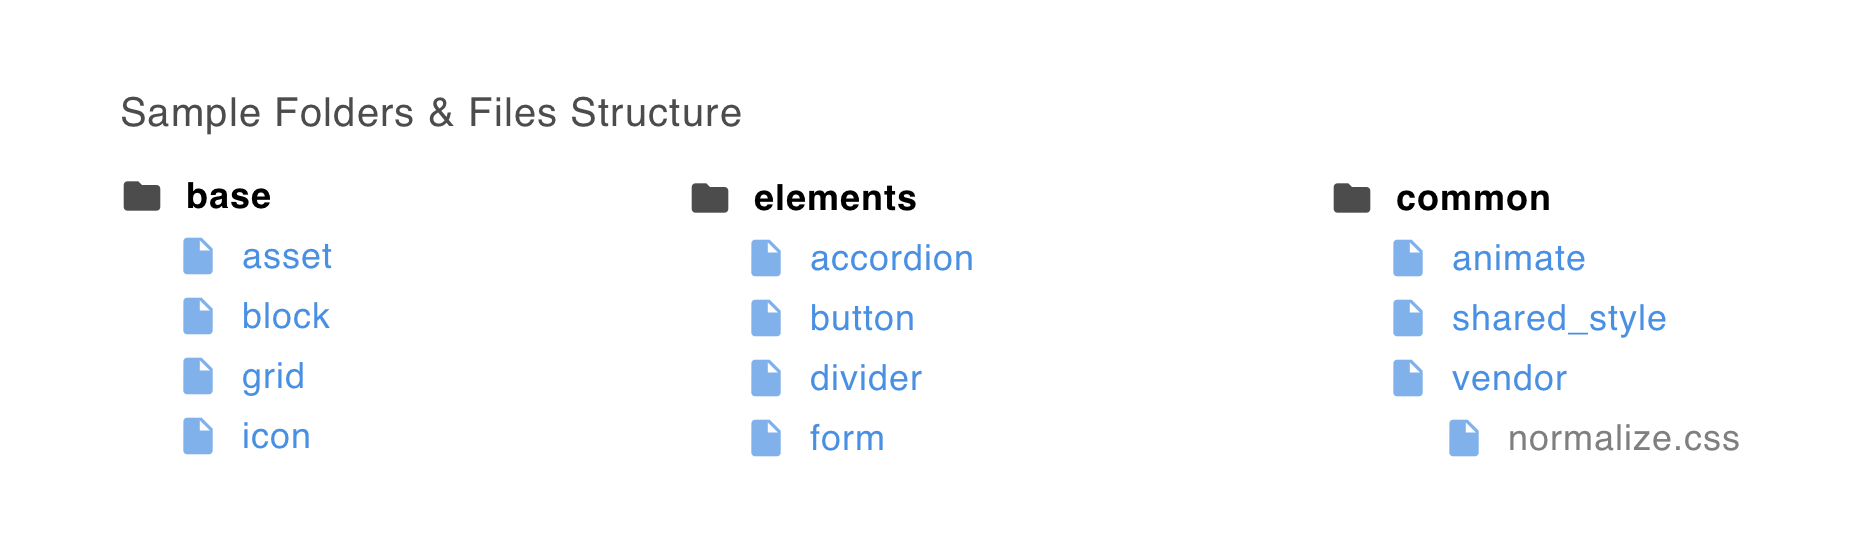 Sample Folders & Files Structure
base
asset
block
grid
icon
elements
accordion
button
divider
form
common
animate
shared_style
vendor
normalize.css